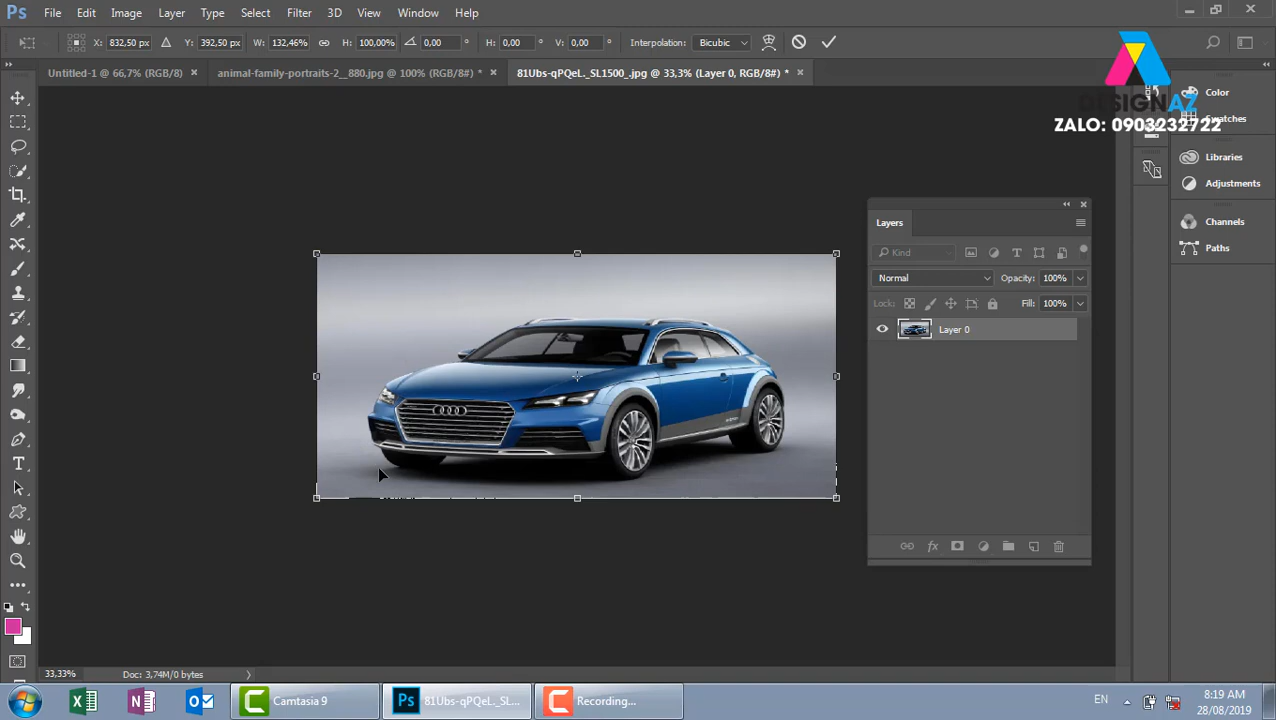 Ps File Edit Image Layer Type Select Filter 3D View Window Help
X: 832,50 px Y: 392,50 px W: 132,46% H: 100,00% 0,00 H: 0,00 V: 0,00 Interpolation: Bicubic
Untitled-1 @ 66,7% (RGB/8) animal-family-portraits-2__880.jpg @ 100% (RGB/8#) * 81Ubs-qPQeL._SL1500_.jpg @ 33,3% (Layer 0, RGB/8#) *
DESIGNAZ
ZALO: 0903232722
Color
Swatches
Libraries
Adjustments
Channels
Paths
Layers
Kind
Normal Opacity: 100%
Lock: Fill: 100%
Layer 0
33,33% Doc: 3,74M/0 bytes
Camtasia 9 Ps 81Ubs-qPQeL._SL... Recording... EN 8:19 AM
28/08/2019